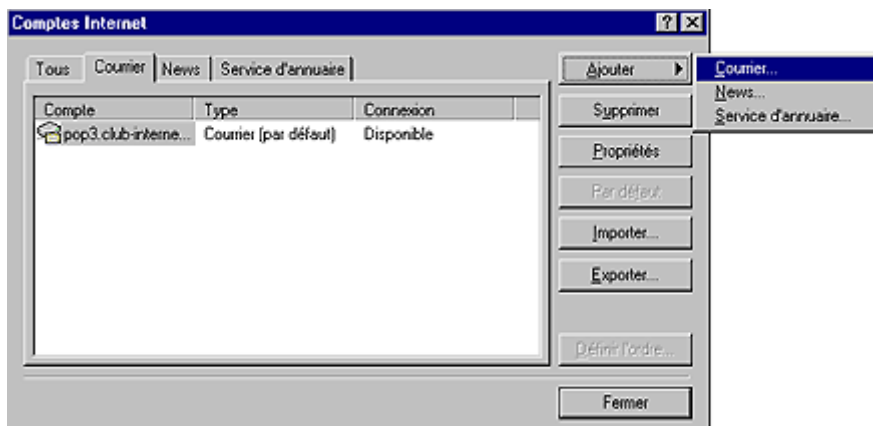 Comptes Internet
Tous Courrier News Service d'annuaire
Ajouter
Courrier...
News...
Service d'annuaire...
Compte Type Connexion
pop3.club-interne... Courrier (par défaut) Disponible
Supprimer
Propriétés
Par défaut
Importer...
Exporter...
Définir l'ordre...
Fermer